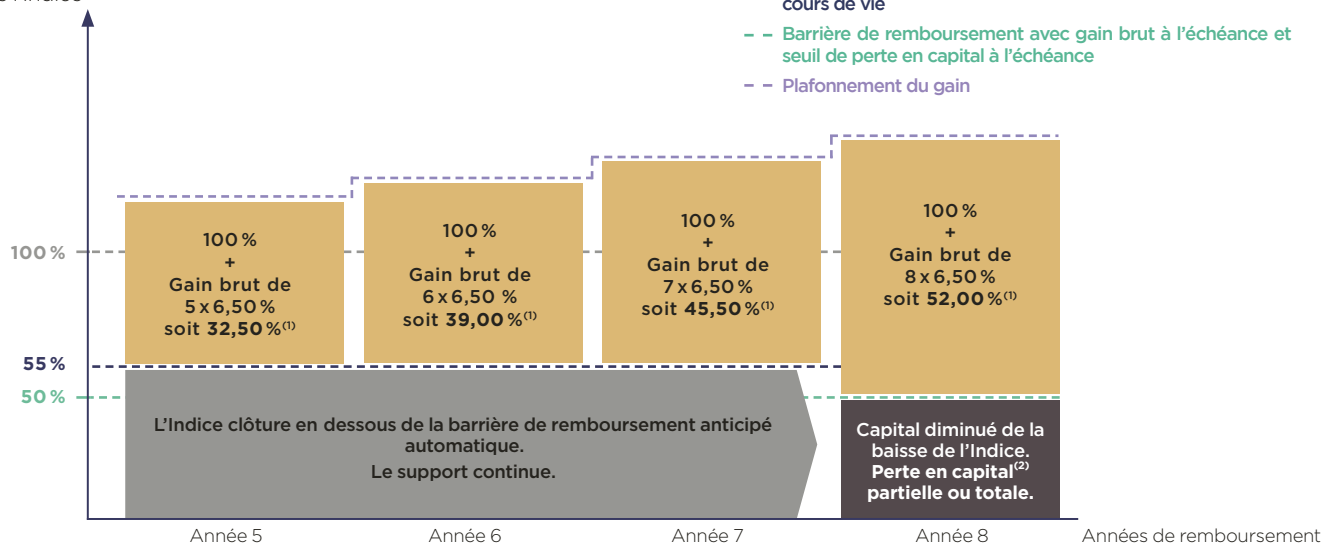 cours de vie
– – Barrière de remboursement avec gain brut à l’échéance et
seuil de perte en capital à l’échéance
– – Plafonnement du gain
100 %
55 %
50 %
100 %
+
Gain brut de
5 x 6,50 %
soit 32,50 %(1)
100 %
+
Gain brut de
6 x 6,50 %
soit 39,00 %(1)
100 %
+
Gain brut de
7 x 6,50 %
soit 45,50 %(1)
100 %
+
Gain brut de
8 x 6,50 %
soit 52,00 %(1)
L’Indice clôture en dessous de la barrière de remboursement anticipé
automatique.
Le support continue.
Capital diminué de la
baisse de l’Indice.
Perte en capital(2)
partielle ou totale.
Année 5
Année 6
Année 7
Année 8
Années de remboursement